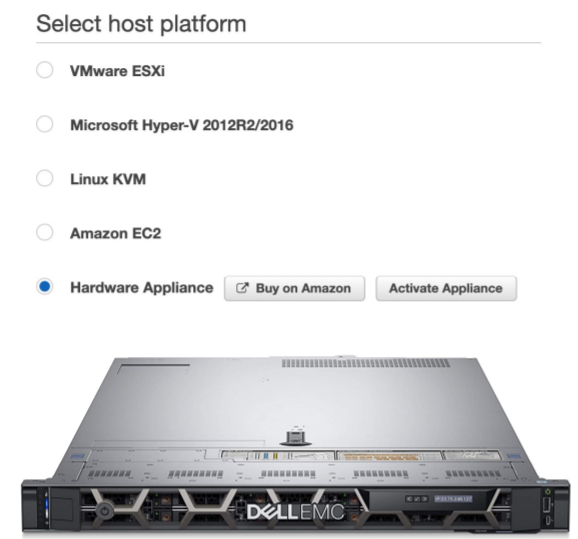 Select host platform
VMware ESXi
Microsoft Hyper-V 2012R2/2016
Linux KVM
Amazon EC2
Hardware Appliance Buy on Amazon Activate Appliance
DELLEMC